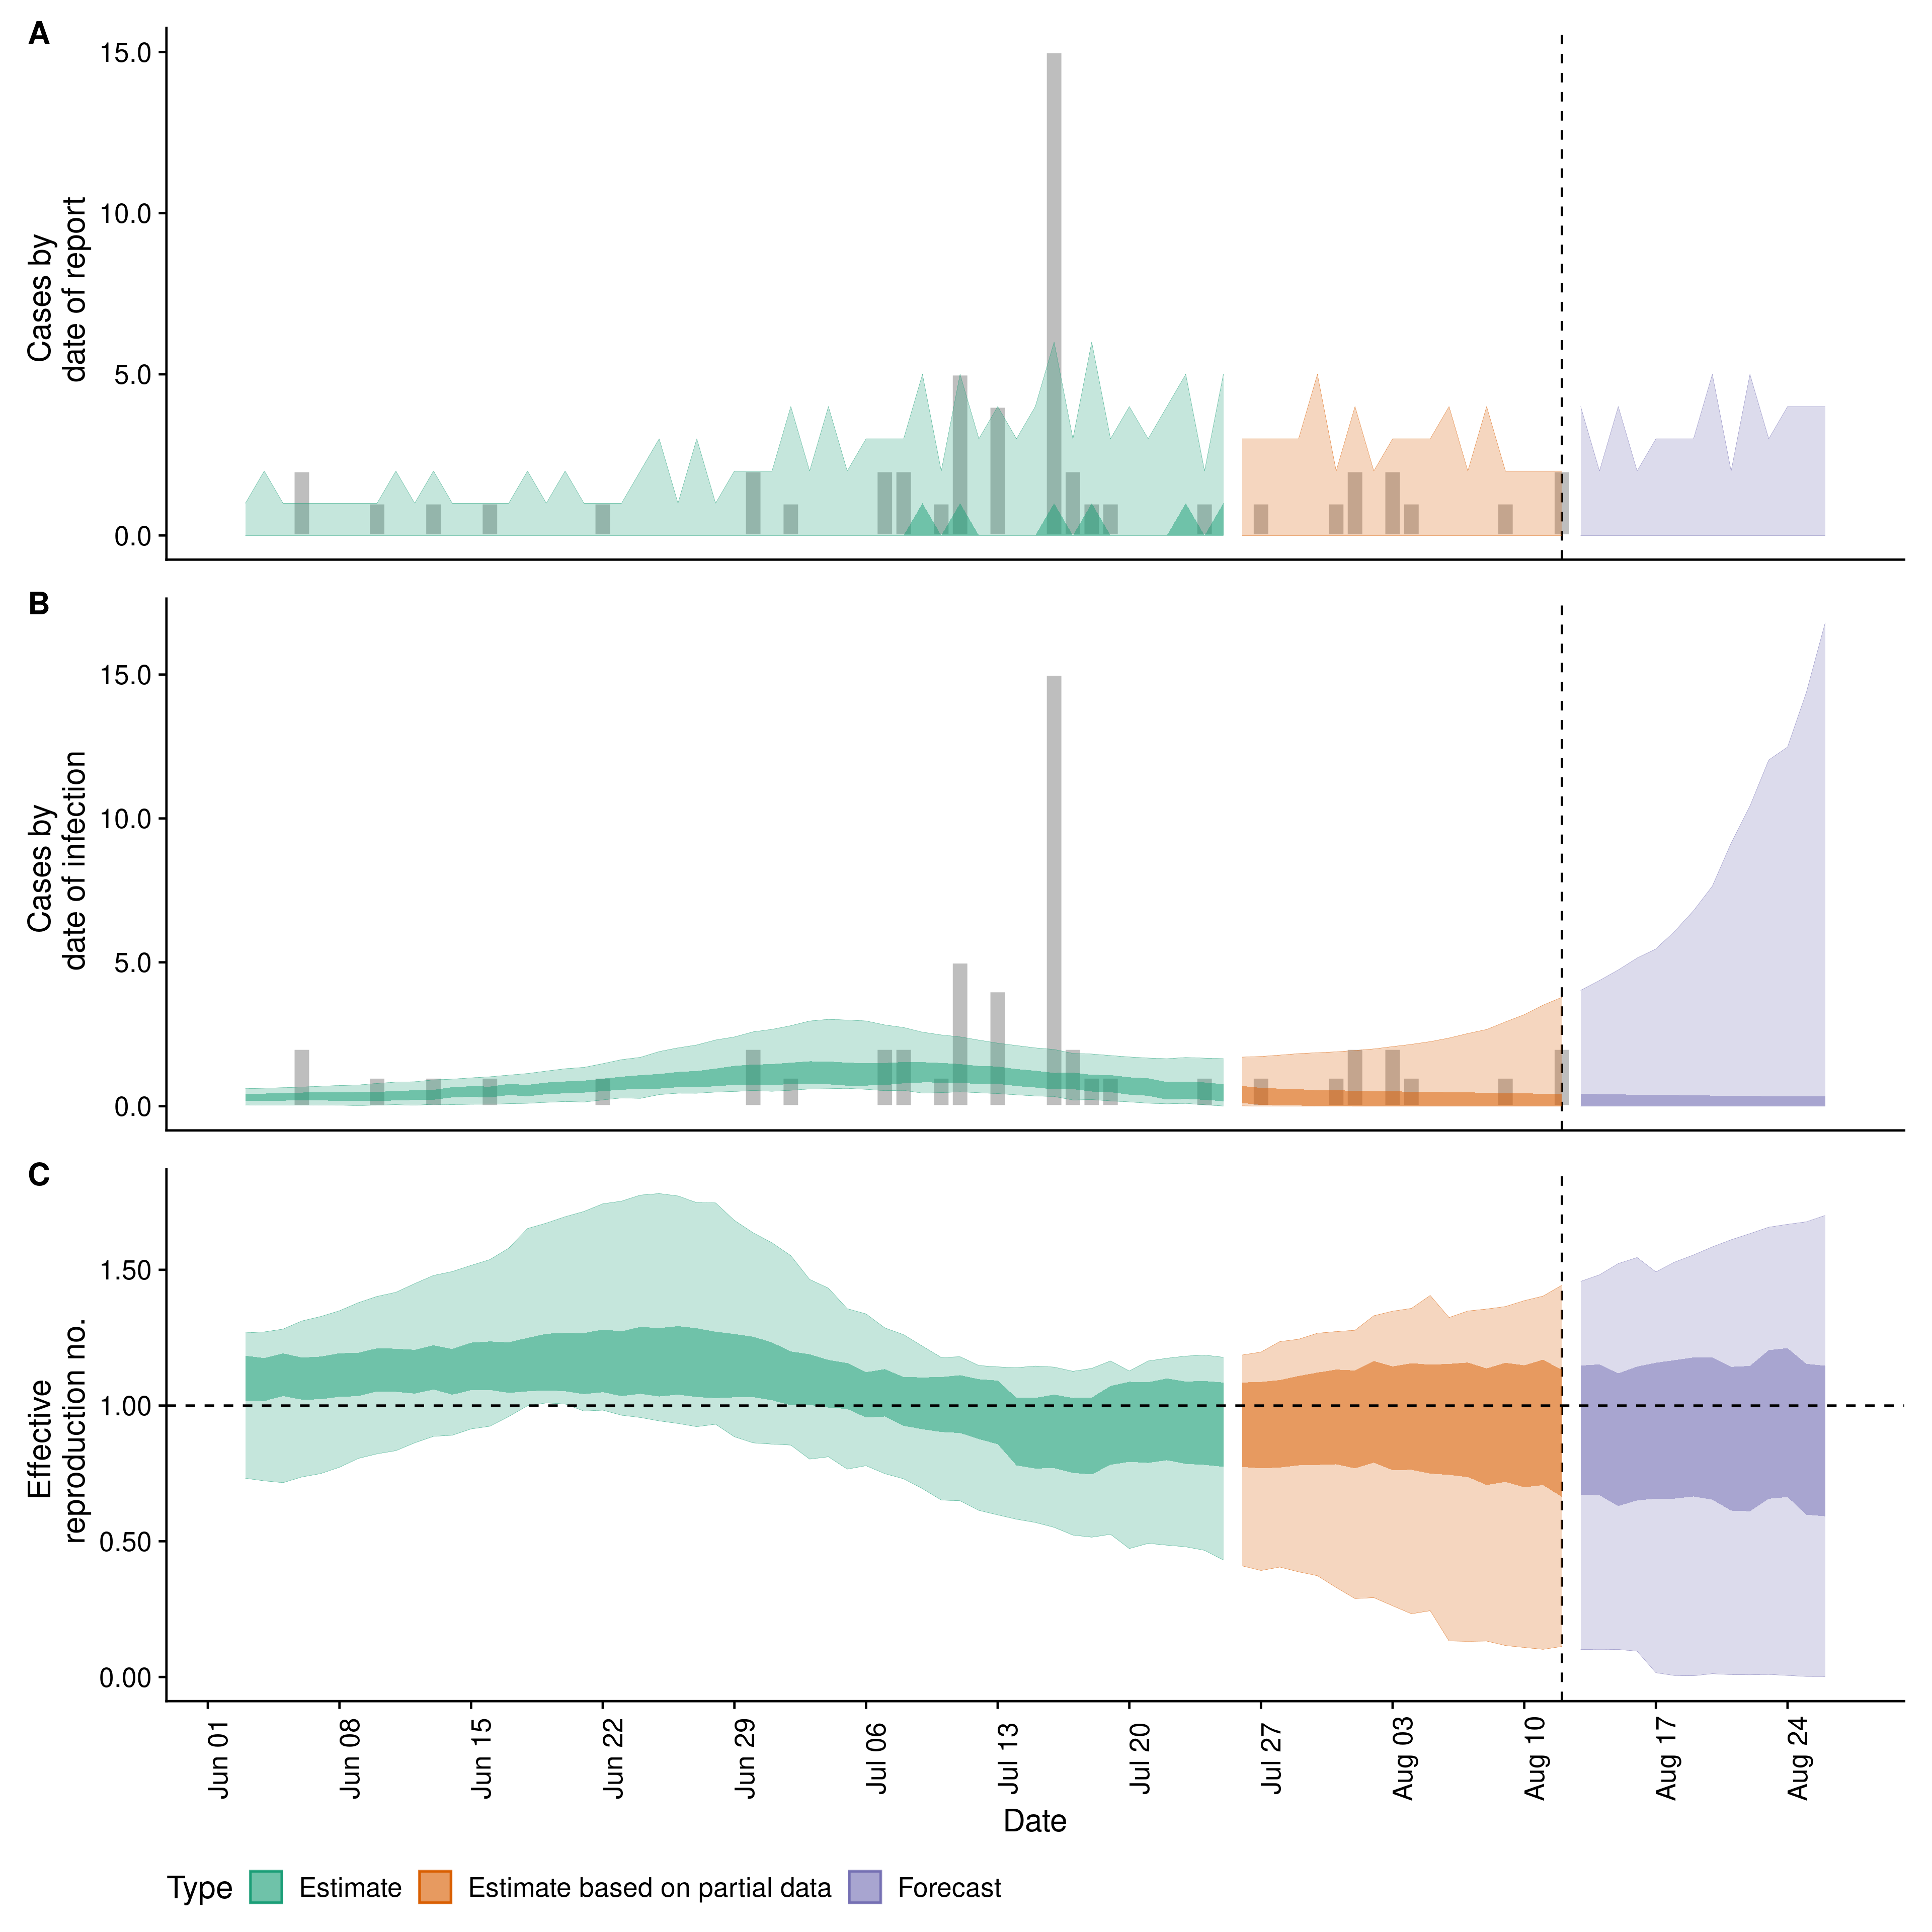 A
Cases by
date of report
15.0
10.0
5.0
0.0
B
Cases by
date of infection
15.0
10.0
5.0
0.0
C
Effective
reproduction no.
1.50
1.00
0.50
0.00
Jun 01
Jun 08
Jun 15
Jun 22
Jun 29
Jul 06
Jul 13
Jul 20
Jul 27
Aug 03
Aug 10
Aug 17
Aug 24
Date
Type Estimate Estimate based on partial data Forecast